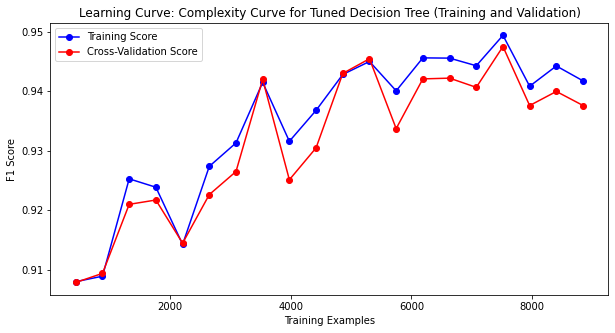 Learning Curve: Complexity Curve for Tuned Decision Tree (Training and Validation)
Training Score
Cross-Validation Score
0.95
0.94
0.93
0.92
0.91
F1 Score
2000 4000 6000 8000
Training Examples